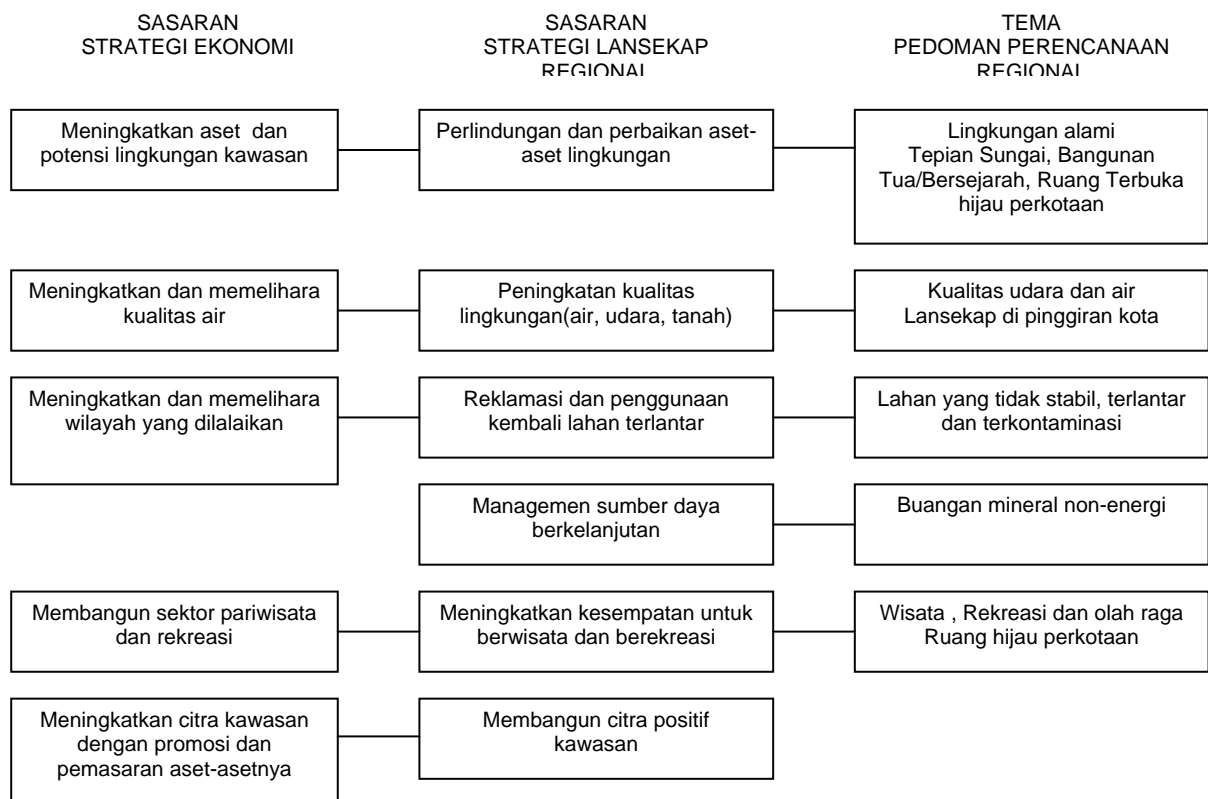 SASARAN
STRATEGI EKONOMI
SASARAN
STRATEGI LANSEKAP
REGIONAL
TEMA
PEDOMAN PERENCANAAN
REGIONAL
Meningkatkan aset dan
potensi lingkungan kawasan
Perlindungan dan perbaikan aset-
aset lingkungan
Lingkungan alami
Tepian Sungai, Bangunan
Tua/Bersejarah, Ruang Terbuka
hijau perkotaan
Meningkatkan dan memelihara
kualitas air
Peningkatan kualitas
lingkungan(air, udara, tanah)
Kualitas udara dan air
Lansekap di pinggiran kota
Meningkatkan dan memelihara
wilayah yang dilalaikan
Reklamasi dan penggunaan
kembali lahan terlantar
Lahan yang tidak stabil, terlantar
dan terkontaminasi
Managemen sumber daya
berkelanjutan
Buangan mineral non-energi
Membangun sektor pariwisata
dan rekreasi
Meningkatkan kesempatan untuk
berwisata dan berekreasi
Wisata , Rekreasi dan olah raga
Ruang hijau perkotaan
Meningkatkan citra kawasan
dengan promosi dan
pemasaran aset-asetnya
Membangun citra positif
kawasan